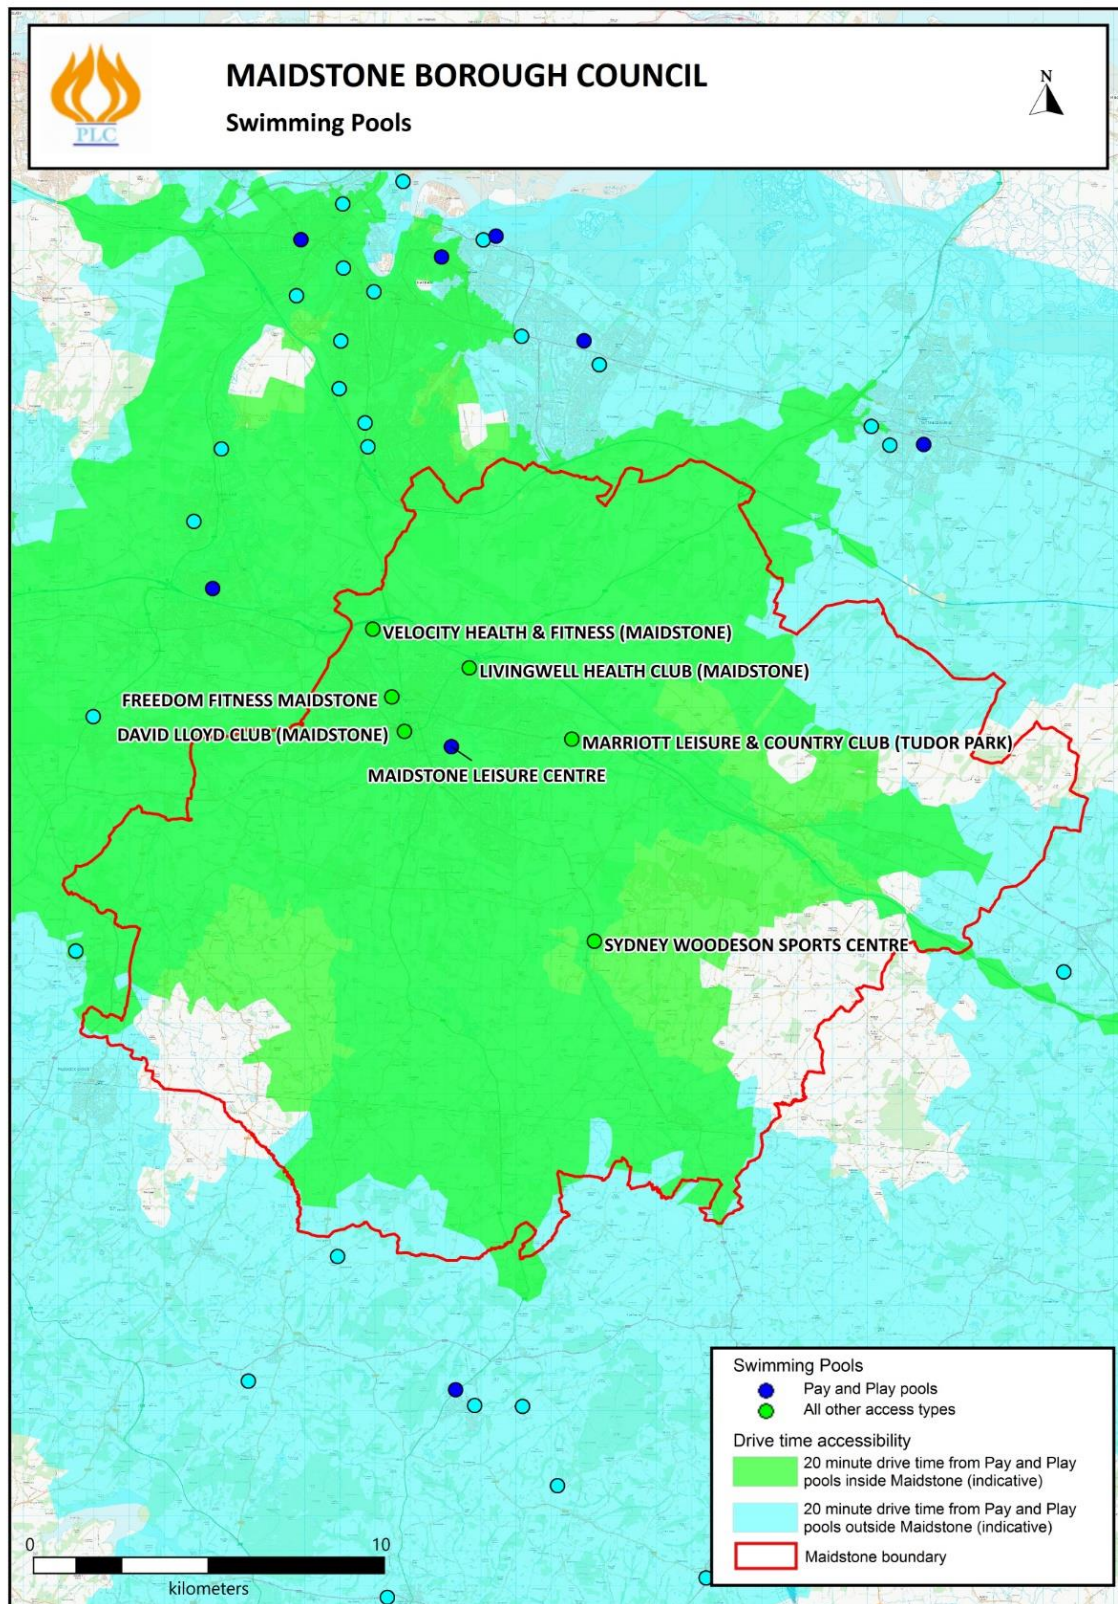 MAIDSTONE BOROUGH COUNCIL
Swimming Pools
PLC
N
VELOCITY HEALTH & FITNESS (MAIDSTONE)
LIVINGWELL HEALTH CLUB (MAIDSTONE)
FREEDOM FITNESS MAIDSTONE
DAVID LLOYD CLUB (MAIDSTONE)
MARRIOTT LEISURE & COUNTRY CLUB (TUDOR PARK)
MAIDSTONE LEISURE CENTRE
SYDNEY WOODESON SPORTS CENTRE
Swimming Pools
Pay and Play pools
All other access types
Drive time accessibility
20 minute drive time from Pay and Play
pools inside Maidstone (indicative)
20 minute drive time from Pay and Play
pools outside Maidstone (indicative)
Maidstone boundary
0 10
kilometers